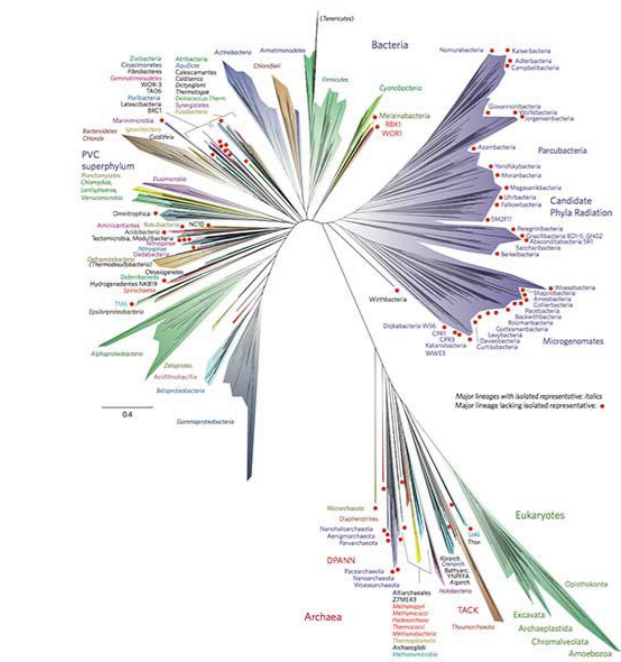 (Tenericutes)
Bacteria
Nomurabacteria
Kaiserbacteria
Adlerbacteria
Campbellbacteria
Actinobacteria
Armatimonadetes
Chloroflexi
Firmicutes
Cyanobacteria
Melainabacteria
RBX1
WOR1
Zixibacteria
Cloacimonetes
Fibrobacteres
Gemmatimonadetes
WOR-3
TA06
Poribacteria
Latescibacteria
BRC1
Atribacteria
Aquificae
Calescamantes
Caldiserica
Dictyoglomi
Thermotogae
Deinococcus-Therm.
Synergistetes
Fusobacteria
Marinimicrobia
Ignavibacteria
Bacteroidetes
Chlorobi
Caldithrix
PVC
superphylum
Planctomycetes
Chlamydiae,
Lentisphaerae,
Verrucomicrobia
Elusimicrobia
Omnitrophica
Aminicenantes
Rokubacteria
NC10
Acidobacteria
Tectomicrobia, Modulibacteria
Nitrospinae
Nitrospirae
Dadabacteria
Deltaproteobacteria
(Thermodesulfobacteria)
Chrysiogenetes
Deferribacteres
Hydrogenedentes NKB19
Spirochaetes
TM6
Epsilonproteobacteria
Alphaproteobacteria
Zetaproteo.
Acidithiobacillia
Betaproteobacteria
Gammaproteobacteria
0.4
Giovannonibacteria
Wolfebacteria
Jorgensenbacteria
Azambacteria
Parcubacteria
Yanofskybacteria
Moranbacteria
Magasanikbacteria
Uhrbacteria
Falkowbacteria
Candidate
Phyla Radiation
SM2F11
Peregrinibacteria
Gracilibacteria BD1-5, GN02
Absconditabacteria SR1
Saccharibacteria
Berkelbacteria
Wirthbacteria
Woesebacteria
Shapirobacteria
Amesbacteria
Collierbacteria
Pacebacteria
Beckwithbacteria
Roizmanbacteria
Gottesmanbacteria
Levybacteria
Daviesbacteria
Curtissbacteria
Microgenomates
Dojkabacteria WS6
CPR1
CPR3
Katanobacteria
WWE3
Major lineages with isolated representative: italics
Major lineage lacking isolated representative:
Micrarchaeota
Diapherotrites
Nanohaloarchaeota
Aenigmarchaeota
Parvarchaeota
DPANN
Pacearchaeota
Nanoarchaeota
Woesearchaeota
Archaea
Altiarchaeales
Z7ME43
Methanopyri
Methanococci
Hadesarchaea
Thermococci
Methanobacteria
Thermoplasmata
Archaeoglobi
Methanomicrobia
Halobacteria
Korarch.
Crenarch.
Bathyarc.
YNPFFA
Aigarch.
Loki.
Thor.
TACK
Thaumarchaeota
Eukaryotes
Opisthokonta
Excavata
Archaeplastida
Chromalveolata
Amoebozoa